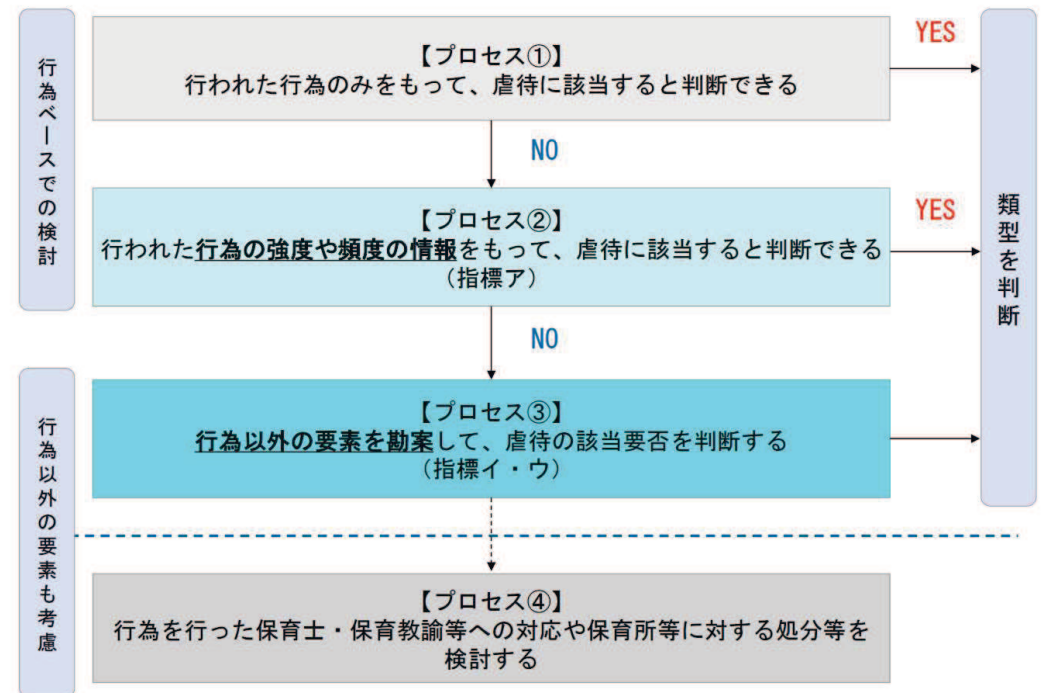 行為ベースでの検討
【プロセス①】
行われた行為のみをもって、虐待に該当すると判断できる
YES
NO
【プロセス②】
行われた行為の強度や頻度の情報をもって、虐待に該当すると判断できる
（指標ア）
YES
類型を判断
NO
行為以外の要素も考慮
【プロセス③】
行為以外の要素を勘案して、虐待の該当要否を判断する
（指標イ・ウ）
【プロセス④】
行為を行った保育士・保育教諭等への対応や保育所等に対する処分等を
検討する